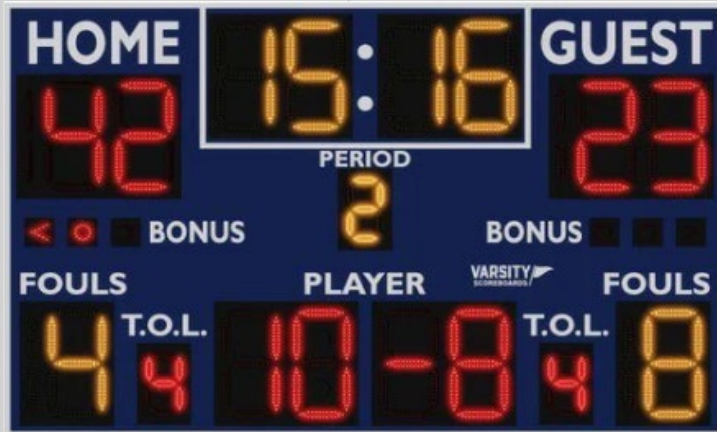 HOME 15:16 GUEST
42 23
PERIOD
2
< BONUS BONUS
VARSITY
SCOREBOARDS
FOULS PLAYER FOULS
T.O.L. T.O.L.
4 4 10-8 4 8